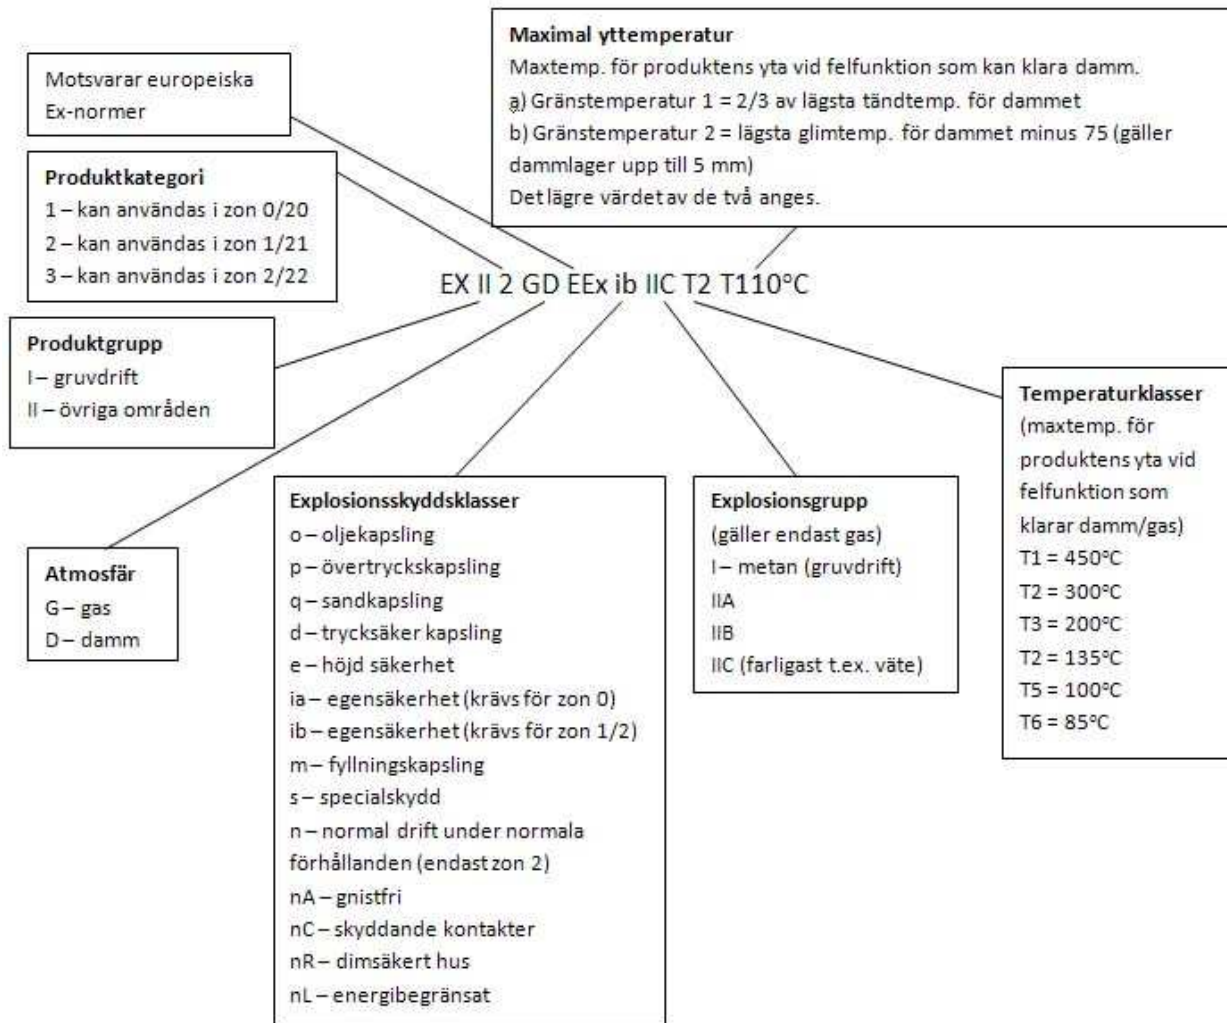 Maximal yttemperatur
Maxtemp. för produktens yta vid felfunktion som kan klara damm.
a) Gränstemperatur 1 = 2/3 av lägsta tändtemp. för dammet
b) Gränstemperatur 2 = lägsta glimtemp. för dammet minus 75 (gäller
dammlager upp till 5 mm)
Det lägre värdet av de två anges.
Motsvarar europeiska
Ex-normer
Produktkategori
1 – kan användas i zon 0/20
2 – kan användas i zon 1/21
3 – kan användas i zon 2/22
EX II 2 GD EEx ib IIC T2 T110°C
Produktgrupp
I – gruvdrift
II – övriga områden
Atmosfär
G – gas
D – damm
Explosionsskyddsklasser
o – oljekapsling
p – övertryckskapsling
q – sandkapsling
d – trycksäker kapsling
e – höjd säkerhet
ia – egensäkerhet (krävs för zon 0)
ib – egensäkerhet (krävs för zon 1/2)
m – fyllningskapsling
s – specialskydd
n – normal drift under normala
förhållanden (endast zon 2)
nA – gnistfri
nC – skyddande kontakter
nR – dimsäkert hus
nL – energibegränsat
Explosionsgrupp
(gäller endast gas)
I – metan (gruvdrift)
IIA
IIB
IIC (farligast t.ex. väte)
Temperaturklasser
(maxtemp. för
produktens yta vid
felfunktion som
klarar damm/gas)
T1 = 450°C
T2 = 300°C
T3 = 200°C
T2 = 135°C
T5 = 100°C
T6 = 85°C